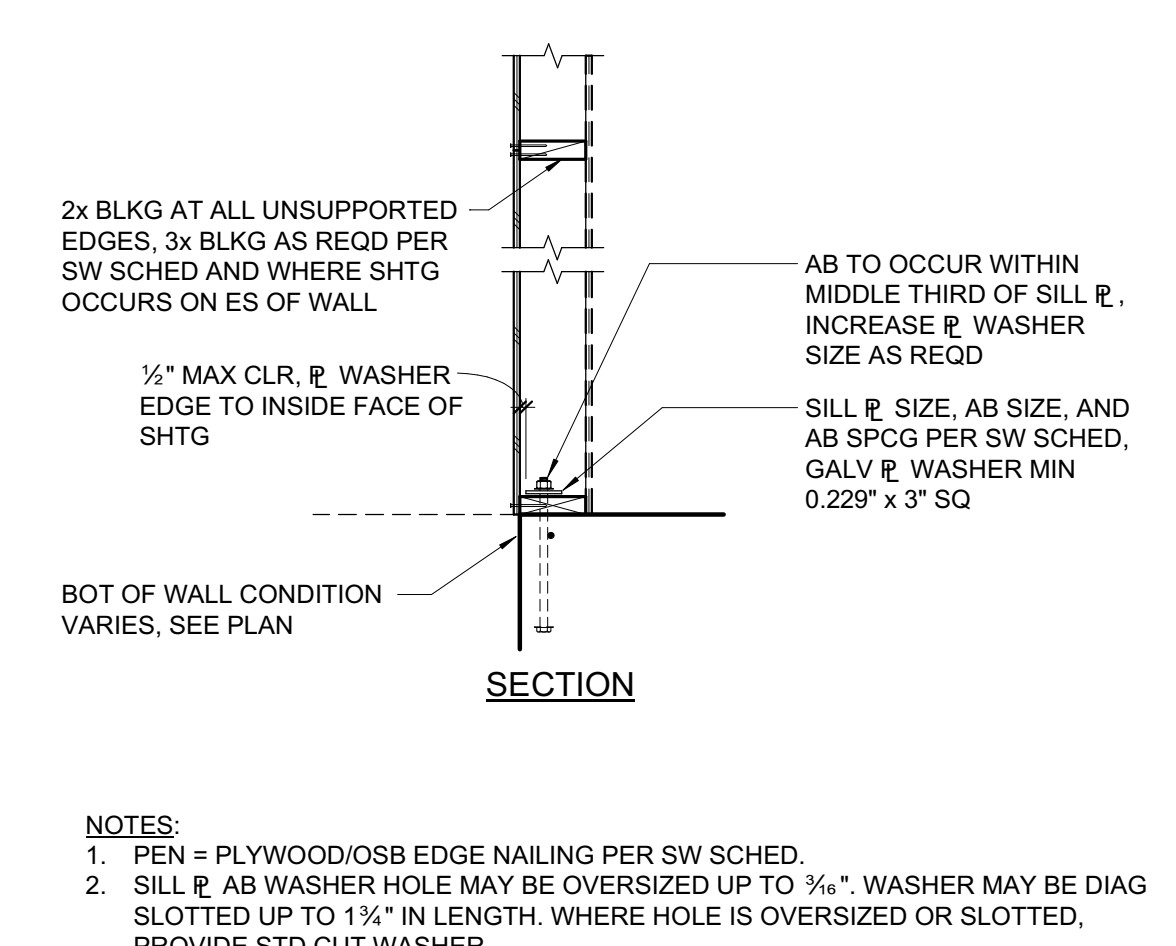 2x BLKG AT ALL UNSUPPORTED
EDGES, 3x BLKG AS REQD PER
SW SCHED AND WHERE SHTG
OCCURS ON ES OF WALL
½" MAX CLR, ⅊ WASHER
EDGE TO INSIDE FACE OF
SHTG
BOT OF WALL CONDITION
VARIES, SEE PLAN
AB TO OCCUR WITHIN
MIDDLE THIRD OF SILL ⅊,
INCREASE ⅊ WASHER
SIZE AS REQD
SILL ⅊ SIZE, AB SIZE, AND
AB SPCG PER SW SCHED,
GALV ⅊ WASHER MIN
0.229" x 3" SQ
SECTION
NOTES:
1. PEN = PLYWOOD/OSB EDGE NAILING PER SW SCHED.
2. SILL ⅊ AB WASHER HOLE MAY BE OVERSIZED UP TO 3⁄16". WASHER MAY BE DIAG
SLOTTED UP TO 1¾" IN LENGTH. WHERE HOLE IS OVERSIZED OR SLOTTED,
PROVIDE STD CUT WASHER